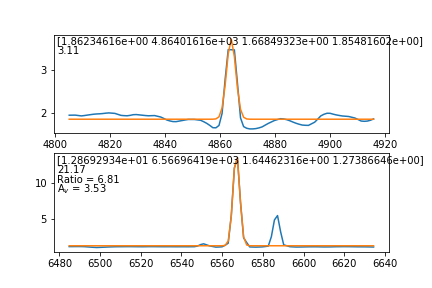 [1.86234616e+00 4.86401616e+03 1.66849323e+00 1.85481602e+00]
3.11
3
2
4800 4820 4840 4860 4880 4900 4920
[1.28692934e+01 6.56696419e+03 1.64462316e+00 1.27386646e+00]
21.17
Ratio = 6.81
Av = 3.53
10
5
6480 6500 6520 6540 6560 6580 6600 6620 6640